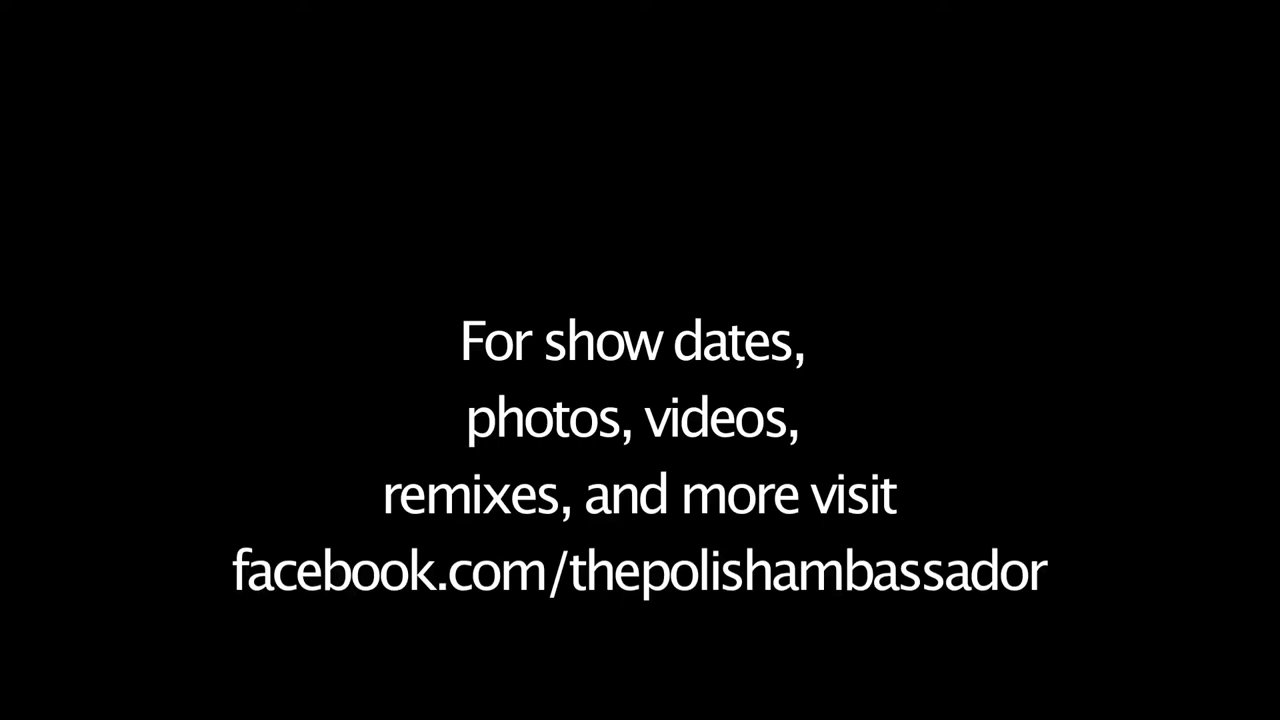 For show dates,
photos, videos,
remixes, and more visit
facebook.com/thepolishambassador